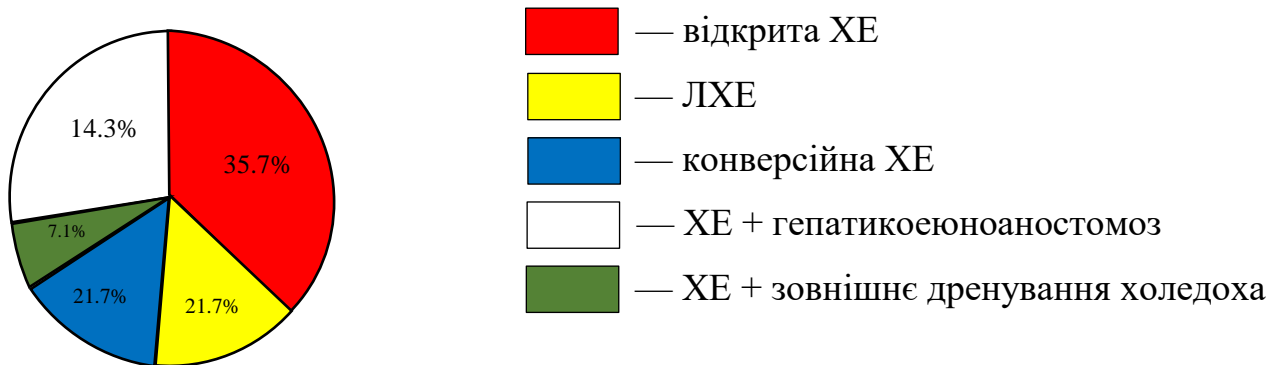 14.3%
35.7%
7.1%
21.7%
21.7%
— відкрита ХЕ
— ЛХЕ
— конверсійна ХЕ
— ХЕ + гепатикоеюноаностомоз
— ХЕ + зовнішнє дренування холедоха